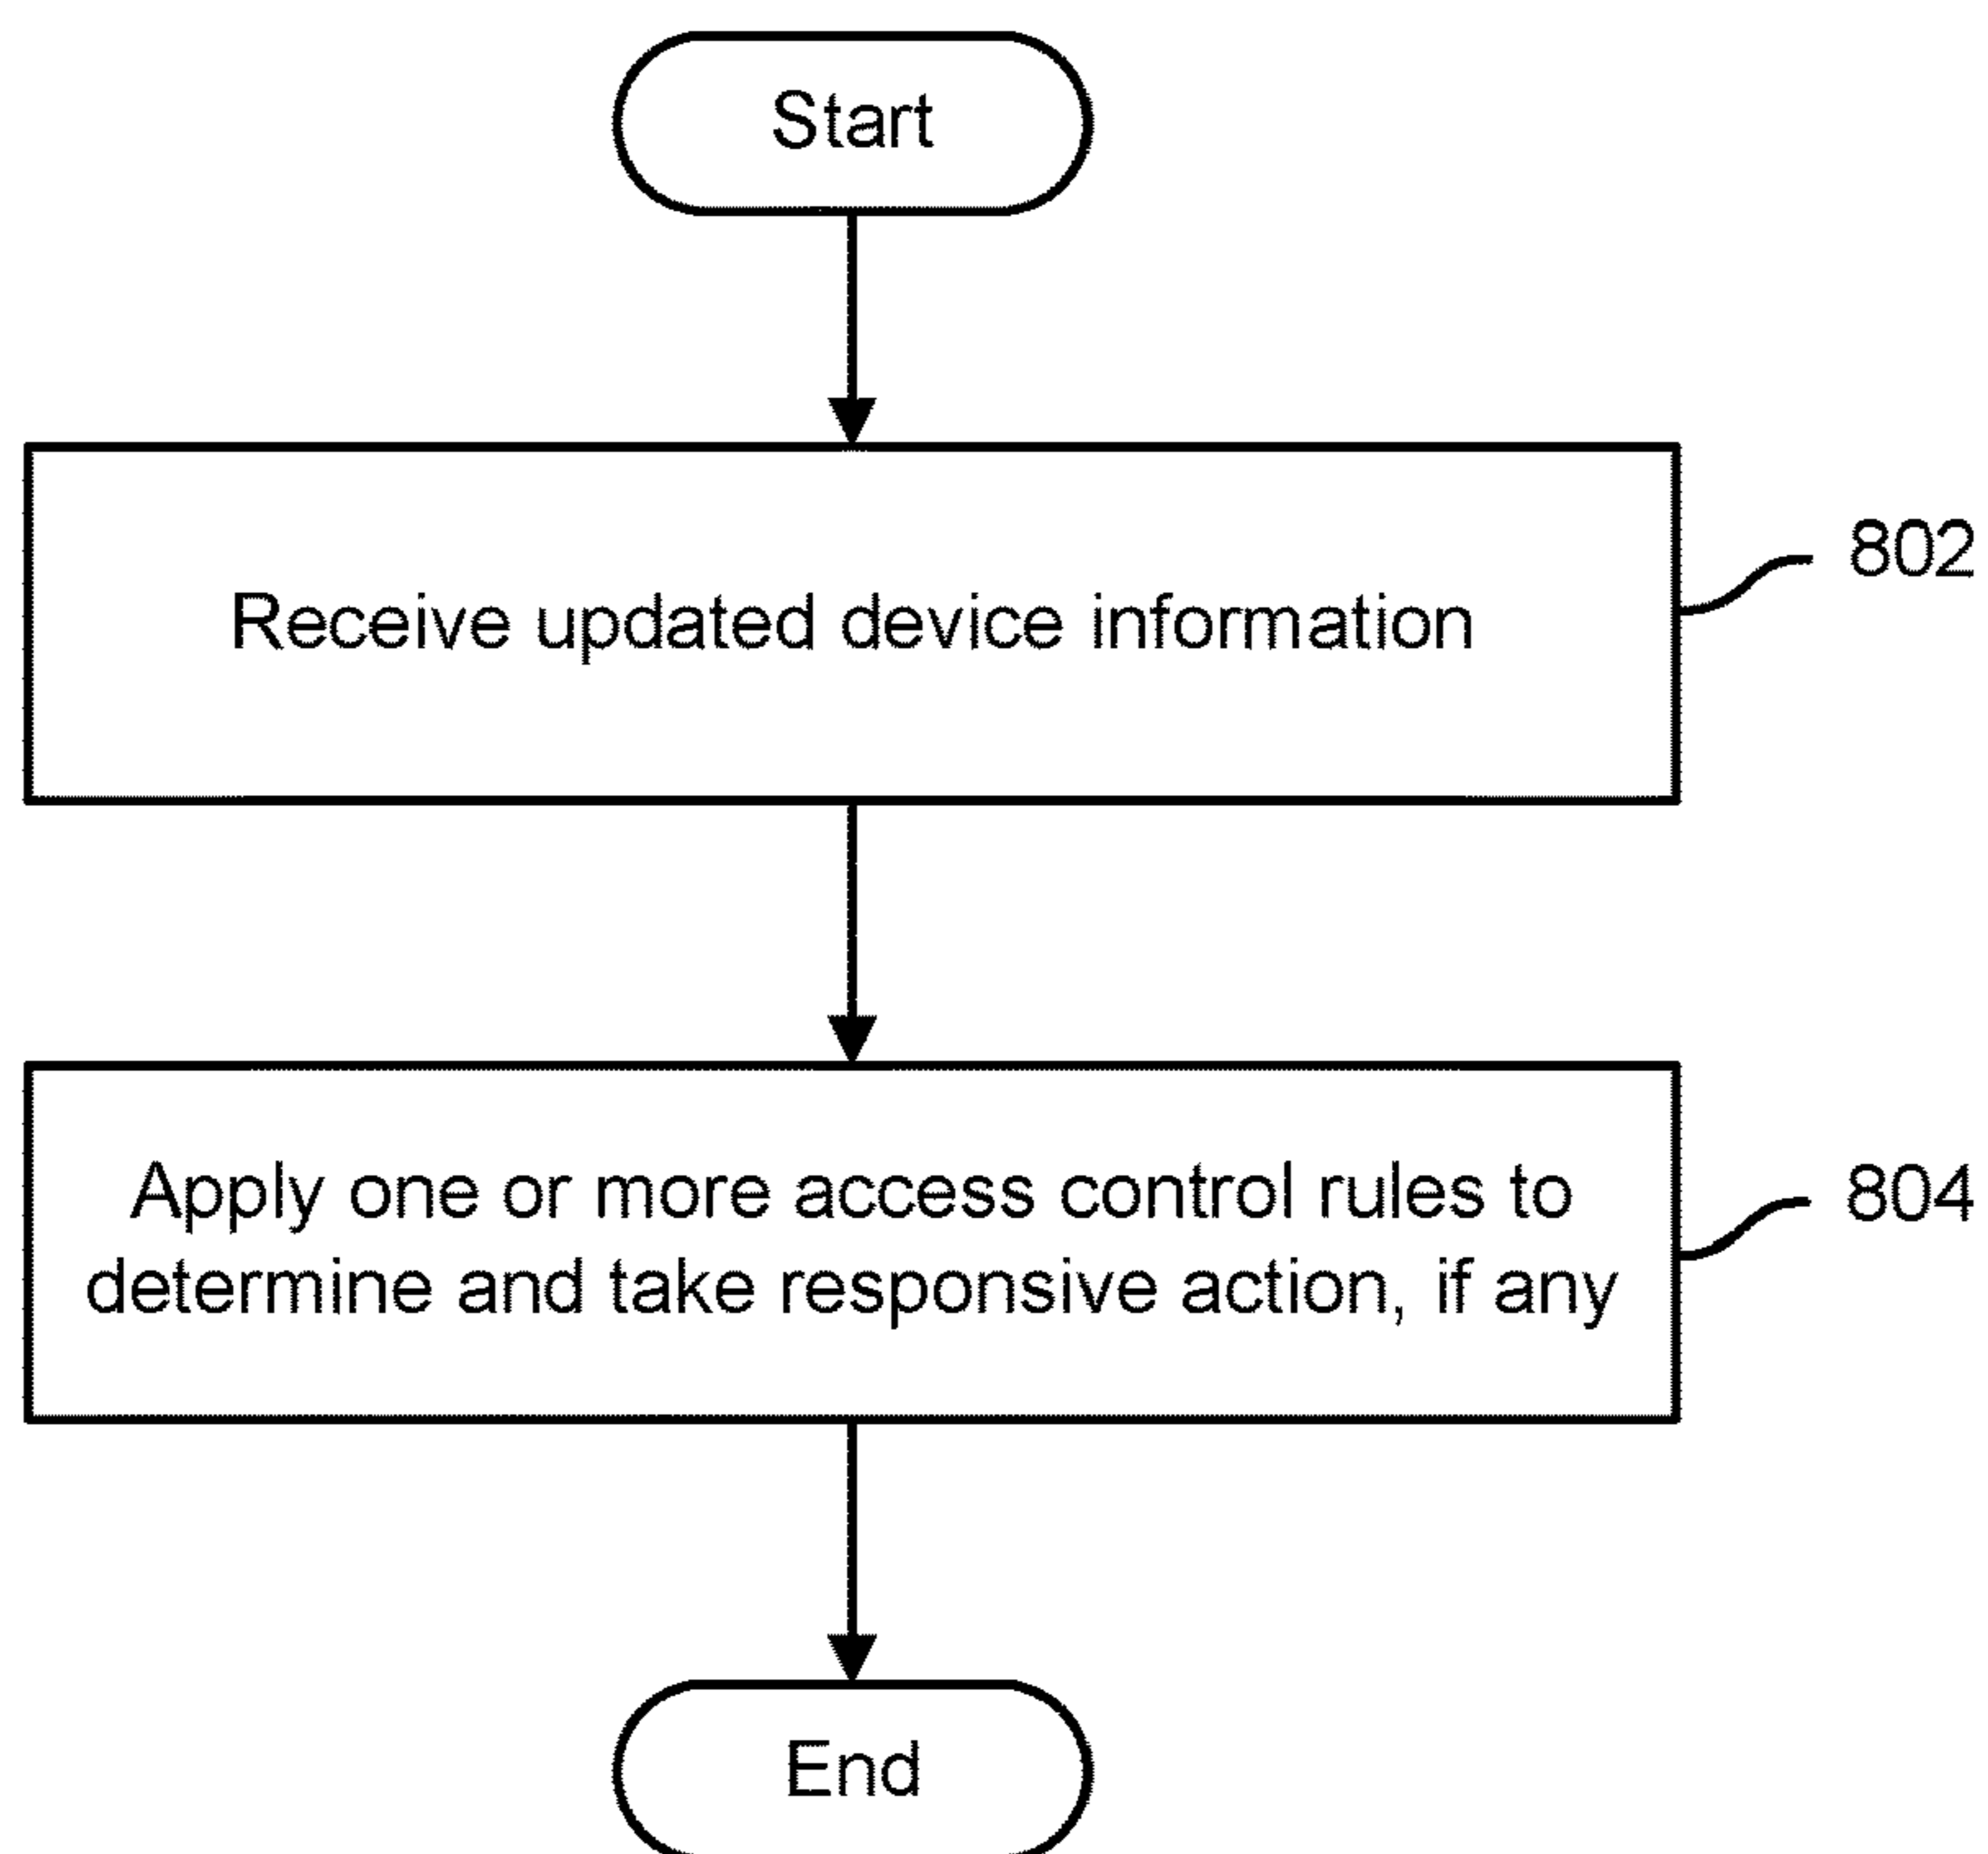 Start
Receive updated device information
802
Apply one or more access control rules to
determine and take responsive action, if any
804
End